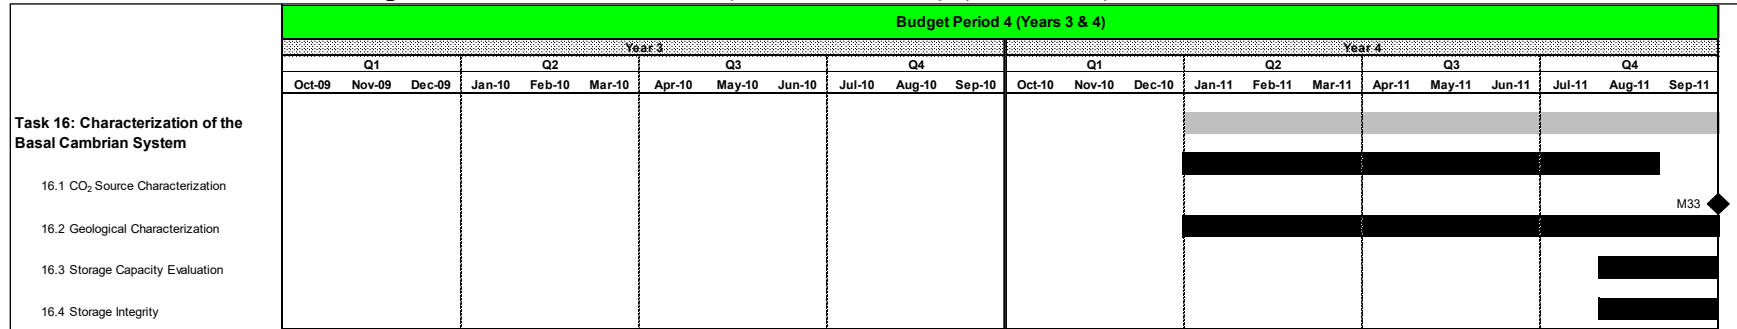 Budget Period 4 (Years 3 & 4)
Year 3 Year 4
Q1 Q2 Q3 Q4 Q1 Q2 Q3 Q4
Oct-09 Nov-09 Dec-09 Jan-10 Feb-10 Mar-10 Apr-10 May-10 Jun-10 Jul-10 Aug-10 Sep-10 Oct-10 Nov-10 Dec-10 Jan-11 Feb-11 Mar-11 Apr-11 May-11 Jun-11 Jul-11 Aug-11 Sep-11
Task 16: Characterization of the
Basal Cambrian System
16.1 CO₂ Source Characterization
M33
16.2 Geological Characterization
16.3 Storage Capacity Evaluation
16.4 Storage Integrity